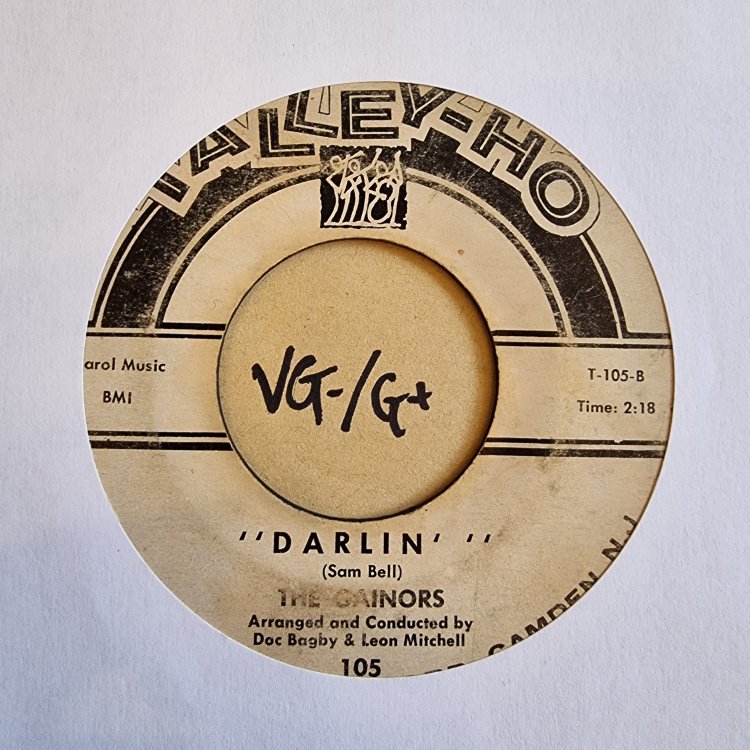 TALLEY-HO
arol Music
BMI
T-105-B
Time: 2:18
VG-/G+
"DARLIN' "
(Sam Bell)
THE GAINORS
Arranged and Conducted by
Doc Bagby & Leon Mitchell
105
CAMDEN, N.J.